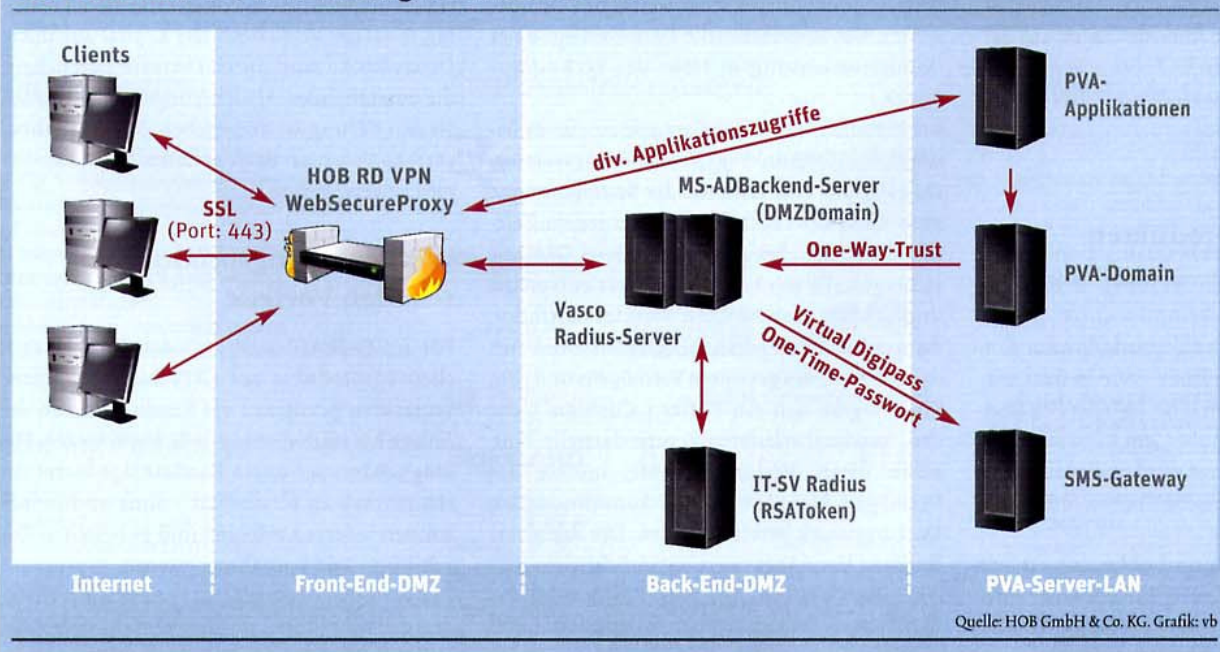 Clients
SSL
(Port: 443)
HOB RD VPN
WebSecureProxy
div. Applikationszugriffe
MS-ADBackend-Server
(DMZDomain)
Vasco
Radius-Server
One-Way-Trust
Virtual Digipass
One-Time-Passwort
IT-SV Radius
(RSAToken)
PVA-
Applikationen
PVA-Domain
SMS-Gateway
Internet
Front-End-DMZ
Back-End-DMZ
PVA-Server-LAN
Quelle: HOB GmbH & Co. KG. Grafik: vb